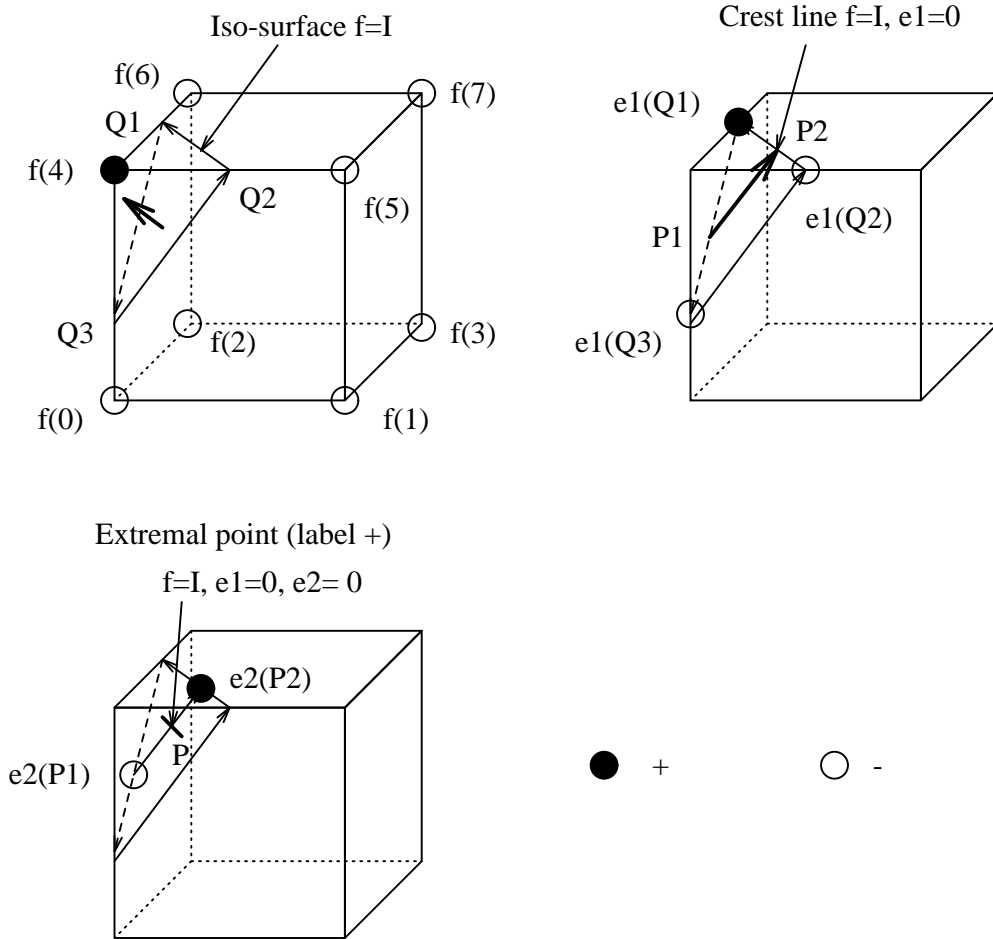 Iso-surface f=I
f(6)
f(7)
Q1
f(4)
Q2
f(5)
Q3
f(2)
f(3)
f(0)
f(1)
Crest line f=I, e1=0
e1(Q1)
P2
e1(Q2)
P1
e1(Q3)
Extremal point (label +)
f=I, e1=0, e2= 0
e2(P2)
P
e2(P1)
+
-